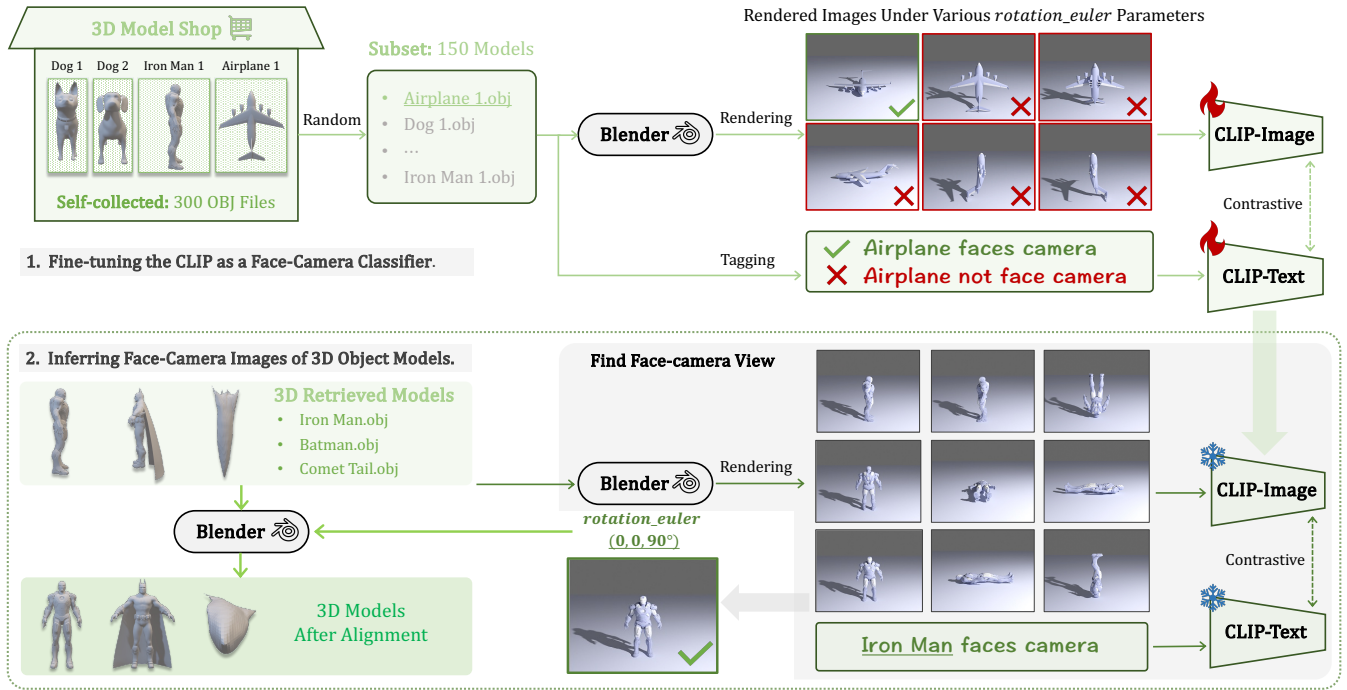 3D Model Shop
Dog 1
Dog 2
Iron Man 1
Airplane 1
Self-collected: 300 OBJ Files
Random
Subset: 150 Models
• Airplane 1.obj
• Dog 1.obj
• ...
• Iron Man 1.obj
Blender
Rendering
Rendered Images Under Various rotation_euler Parameters
CLIP-Image
Contrastive
CLIP-Text
Tagging
Airplane faces camera
Airplane not face camera
1. Fine-tuning the CLIP as a Face-Camera Classifier.
2. Inferring Face-Camera Images of 3D Object Models.
3D Retrieved Models
• Iron Man.obj
• Batman.obj
• Comet Tail.obj
Blender
3D Models
After Alignment
Find Face-camera View
Blender
Rendering
rotation_euler
(0,0,90°)
Iron Man faces camera
CLIP-Image
Contrastive
CLIP-Text